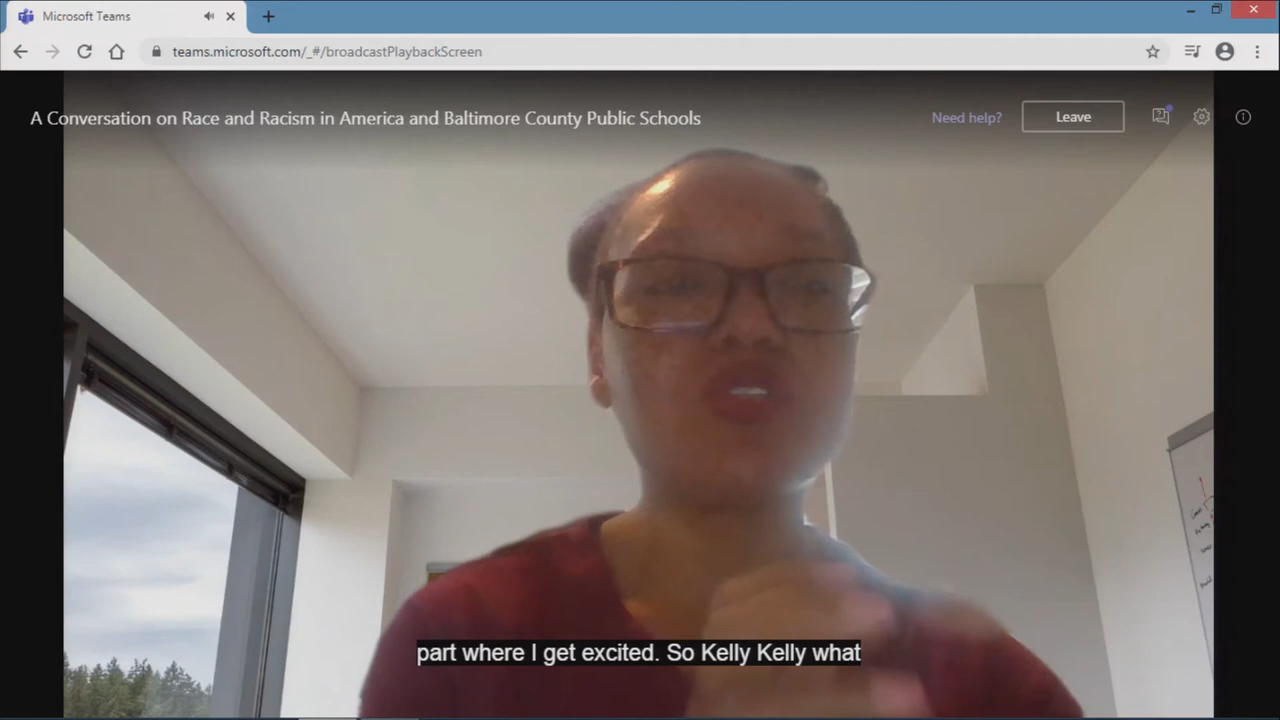 Microsoft Teams
teams.microsoft.com/_#/broadcastPlaybackScreen
A Conversation on Race and Racism in America and Baltimore County Public Schools
Need help?
Leave
part where I get excited. So Kelly Kelly what